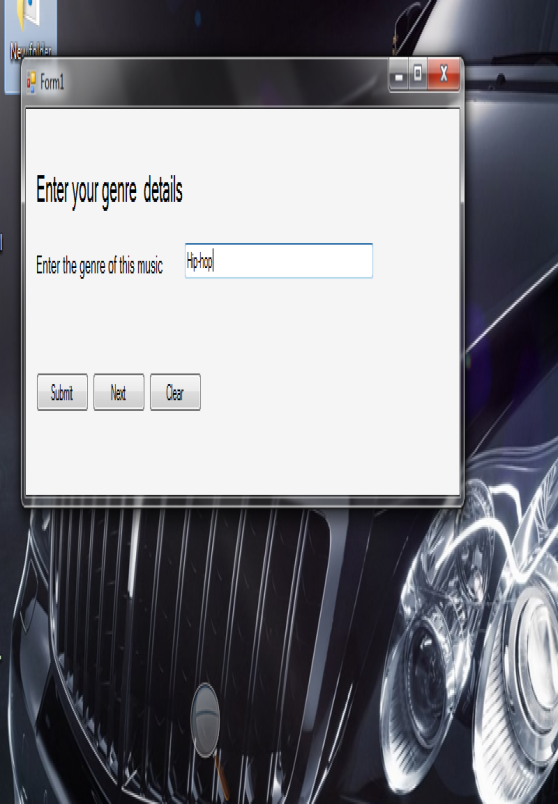 New folder
Form1
Enter your genre details
Enter the genre of this music Hip-hop
Submit Next Clear